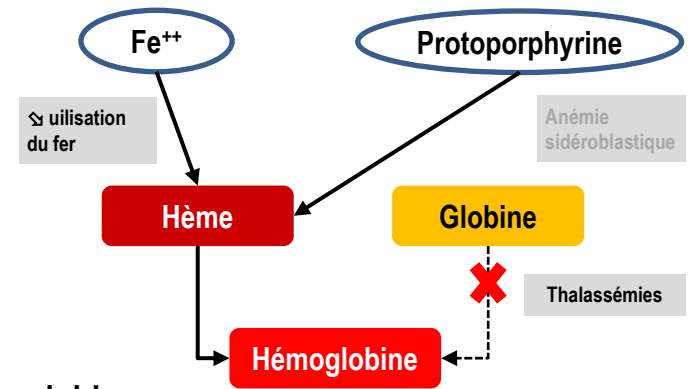 Fe⁺⁺
Protoporphyrine
⇘ uilisation
du fer
Anémie
sidéroblastique
Hème
Globine
Thalassémies
Hémoglobine